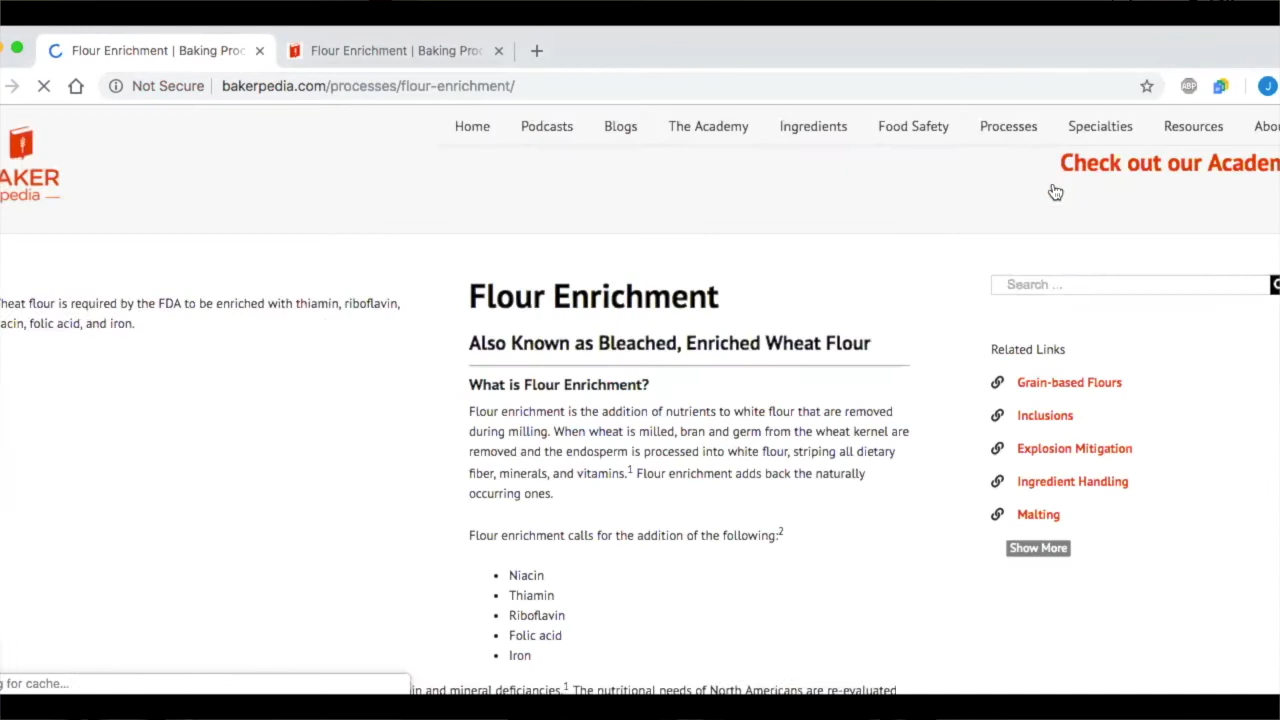 Flour Enrichment | Baking Proc
Flour Enrichment | Baking Proc
Not Secure
bakerpedia.com/processes/flour-enrichment/
ABP
J
Home Podcasts Blogs The Academy Ingredients Food Safety Processes Specialties Resources Abo
AKER
pedia
Check out our Academ
heat flour is required by the FDA to be enriched with thiamin, riboflavin,
acin, folic acid, and iron.
Flour Enrichment
Also Known as Bleached, Enriched Wheat Flour
What is Flour Enrichment?
Flour enrichment is the addition of nutrients to white flour that are removed
during milling. When wheat is milled, bran and germ from the wheat kernel are
removed and the endosperm is processed into white flour, striping all dietary
fiber, minerals, and vitamins.1 Flour enrichment adds back the naturally
occurring ones.
Flour enrichment calls for the addition of the following:2
• Niacin
• Thiamin
• Riboflavin
• Folic acid
• Iron
in and mineral deficiencies.1 The nutritional needs of North Americans are re-evaluated
Search ...
Related Links
Grain-based Flours
Inclusions
Explosion Mitigation
Ingredient Handling
Malting
Show More
g for cache...